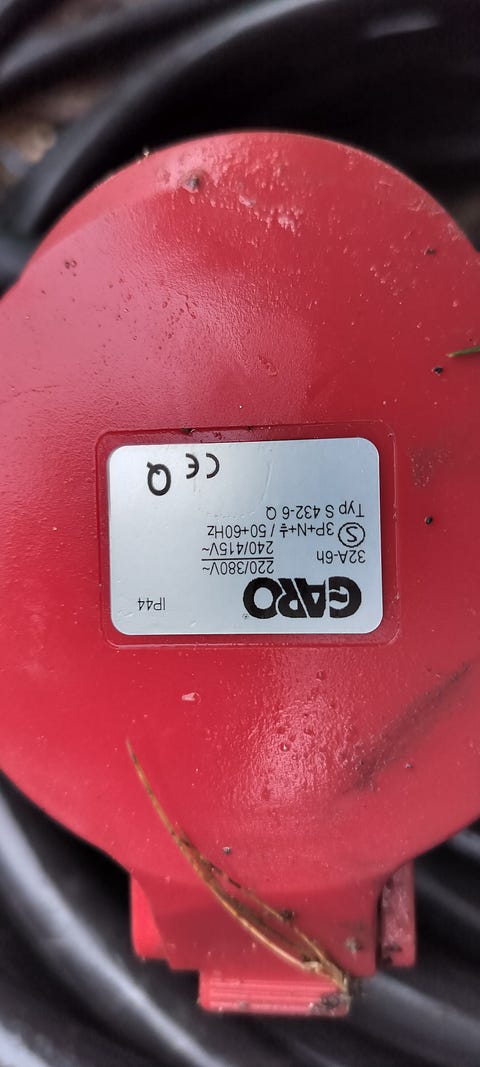 GARO®
IP44
32A-6h 220/380V~
240/415V~
Ⓢ 3P+N+⏚ / 50+60Hz
Typ S 432-6 Q
CE Q